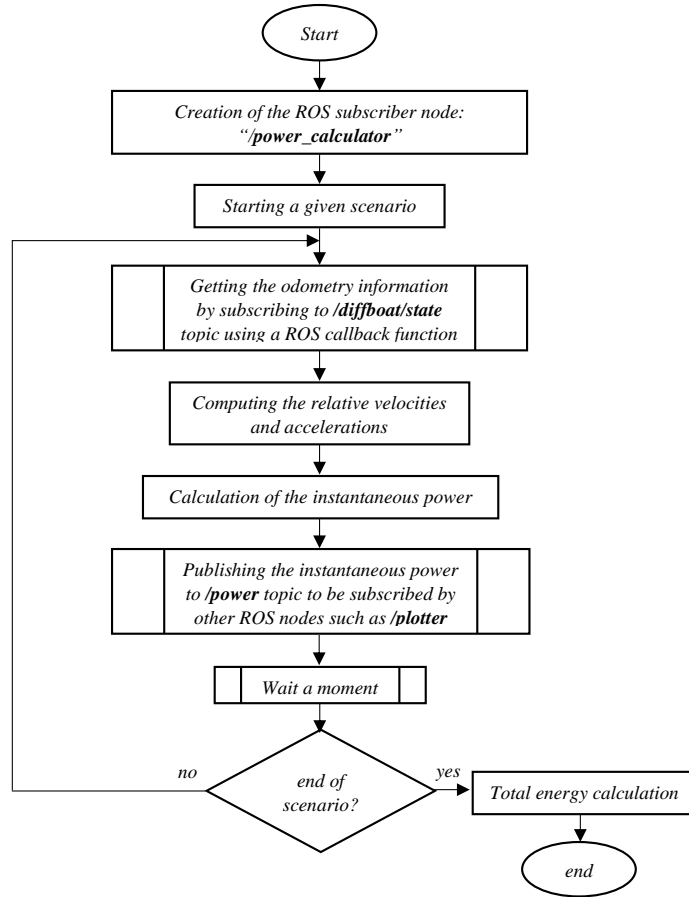 Start
Creation of the ROS subscriber node:
“/power_calculator”
Starting a given scenario
Getting the odometry information
by subscribing to /diffboat/state
topic using a ROS callback function
Computing the relative velocities
and accelerations
Calculation of the instantaneous power
Publishing the instantaneous power
to /power topic to be subscribed by
other ROS nodes such as /plotter
Wait a moment
no
end of
scenario?
yes
Total energy calculation
end